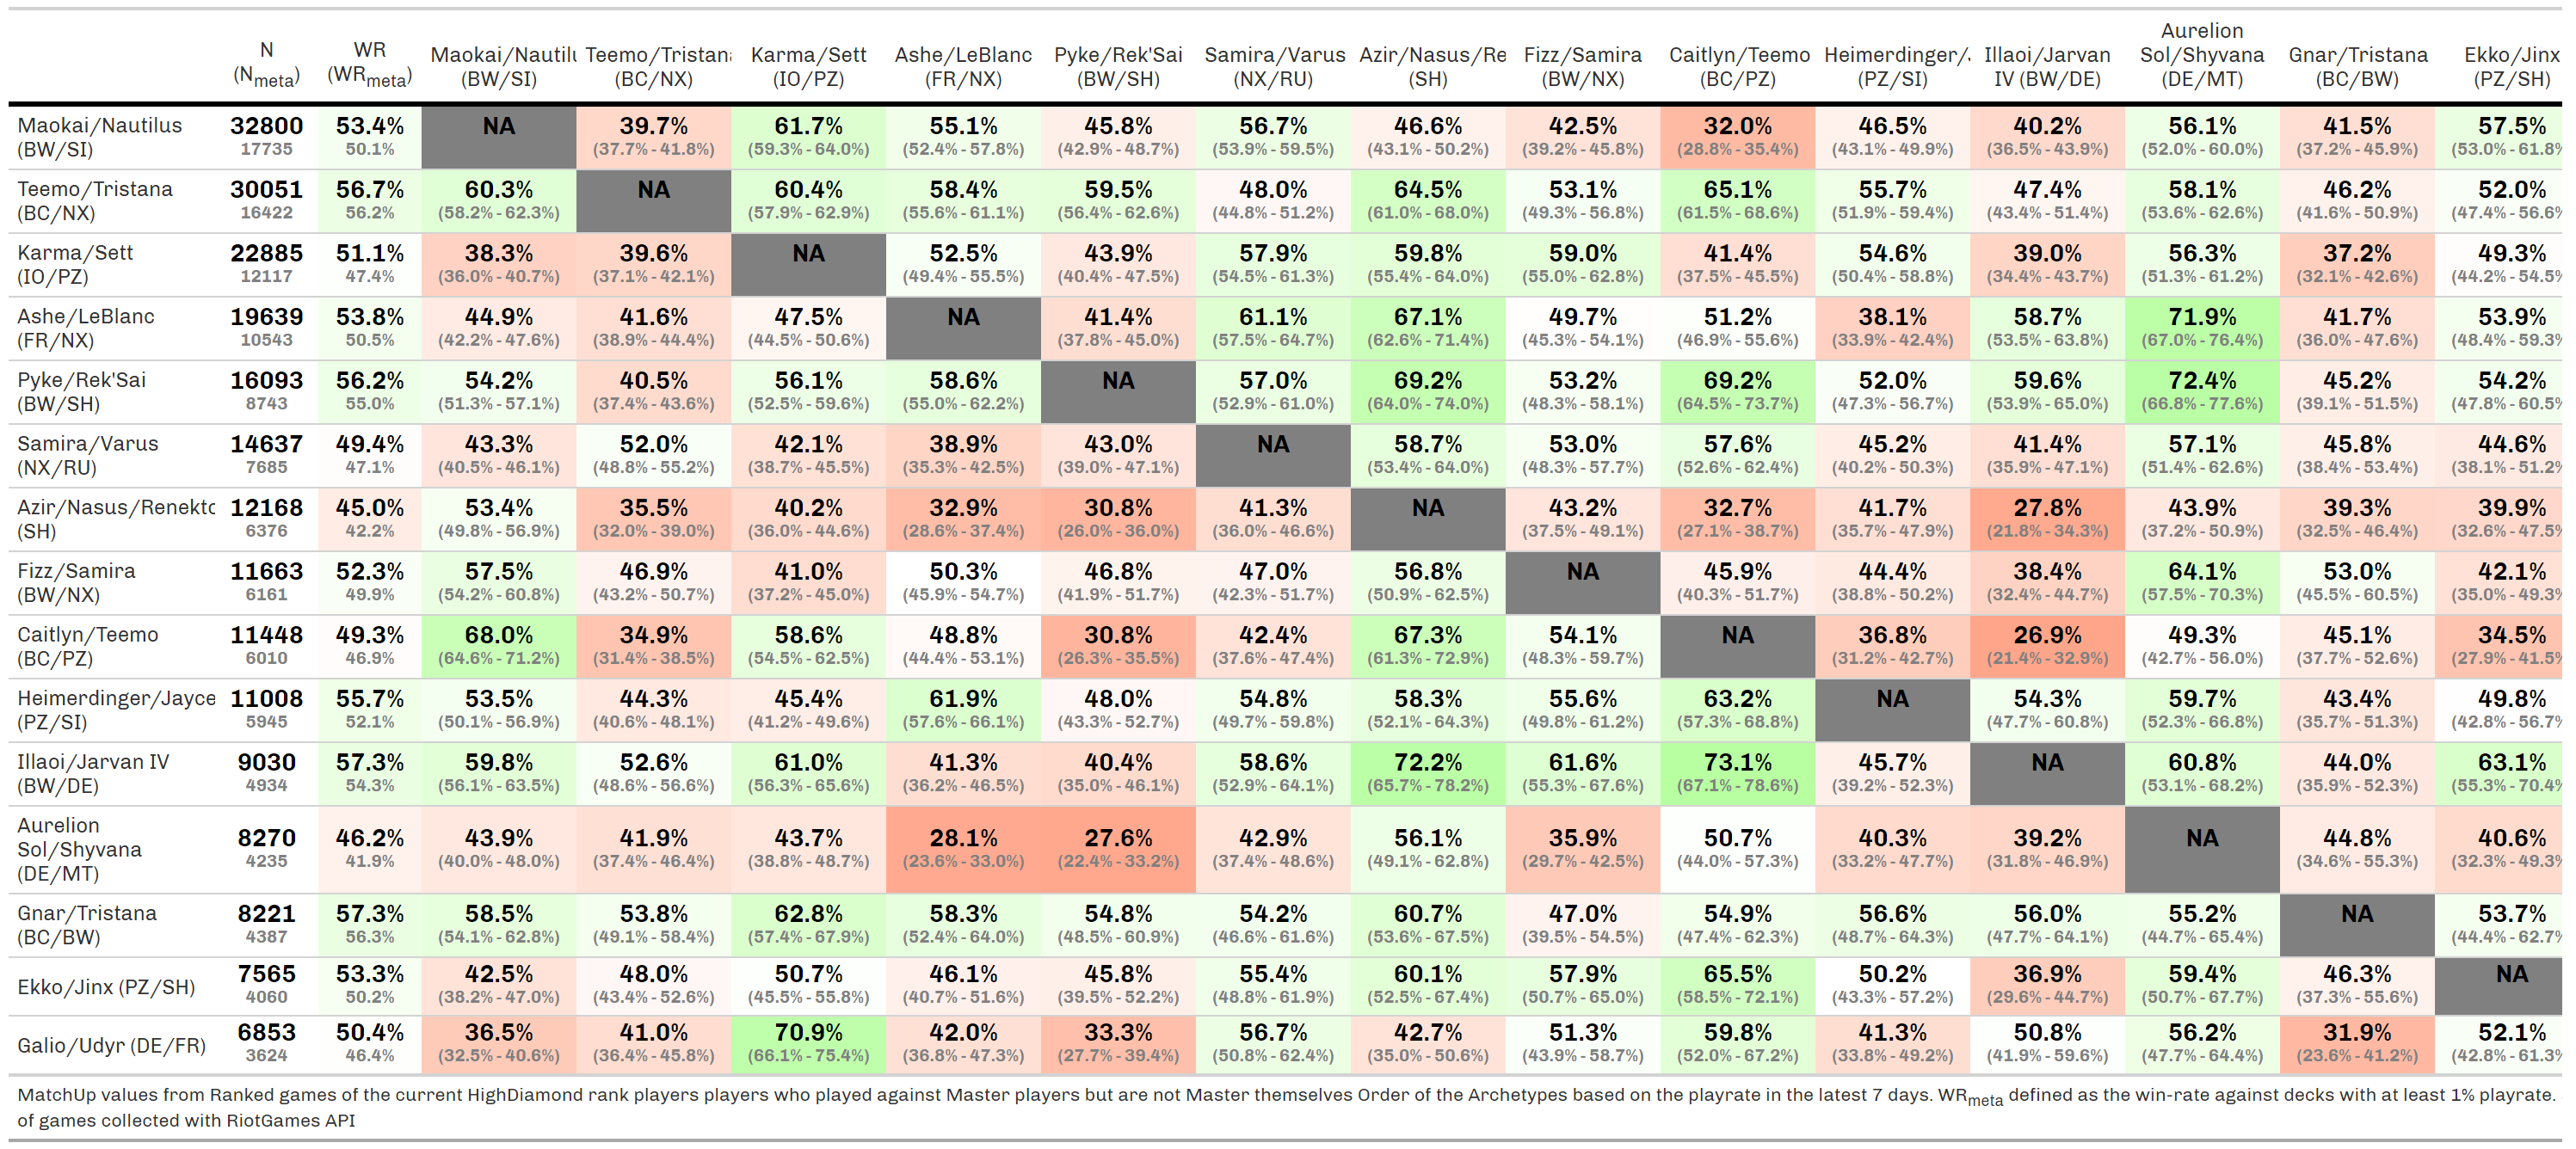 N (Nmeta) WR (WRmeta) Maokai/Nautilu (BW/SI) Teemo/Tristana (BC/NX) Karma/Sett (IO/PZ) Ashe/LeBlanc (FR/NX) Pyke/Rek'Sai (BW/SH) Samira/Varus (NX/RU) Azir/Nasus/Re (SH) Fizz/Samira (BW/NX) Caitlyn/Teemo (BC/PZ) Heimerdinger/J (PZ/SI) Illaoi/Jarvan IV (BW/DE) Aurelion Sol/Shyvana (DE/MT) Gnar/Tristana (BC/BW) Ekko/Jinx (PZ/SH)
Maokai/Nautilus 32800 53.4% NA 39.7% 61.7% 55.1% 45.8% 56.7% 46.6% 42.5% 32.0% 46.5% 40.2% 56.1% 41.5% 57.5%
(BW/SI) 17735 50.1% (37.7% - 41.8%) (59.3% - 64.0%) (52.4% - 57.8%) (42.9% - 48.7%) (53.9% - 59.5%) (43.1% - 50.2%) (39.2% - 45.8%) (28.8% - 35.4%) (43.1% - 49.9%) (36.5% - 43.9%) (52.0% - 60.0%) (37.2% - 45.9%) (53.0% - 61.8%
Teemo/Tristana 30051 56.7% 60.3% NA 60.4% 58.4% 59.5% 48.0% 64.5% 53.1% 65.1% 55.7% 47.4% 58.1% 46.2% 52.0%
(BC/NX) 16422 56.2% (58.2% - 62.3%) (57.9% - 62.9%) (55.6% - 61.1%) (56.4% - 62.6%) (44.8% - 51.2%) (61.0% - 68.0%) (49.3% - 56.8%) (61.5% - 68.6%) (51.9% - 59.4%) (43.4% - 51.4%) (53.6% - 62.6%) (41.6% - 50.9%) (47.4% - 56.6%
Karma/Sett 22885 51.1% 38.3% 39.6% NA 52.5% 43.9% 57.9% 59.8% 59.0% 41.4% 54.6% 39.0% 56.3% 37.2% 49.3%
(IO/PZ) 12117 47.4% (36.0% - 40.7%) (37.1% - 42.1%) (49.4% - 55.5%) (40.4% - 47.5%) (54.5% - 61.3%) (55.4% - 64.0%) (55.0% - 62.8%) (37.5% - 45.5%) (50.4% - 58.8%) (34.4% - 43.7%) (51.3% - 61.2%) (32.1% - 42.6%) (44.2% - 54.5%
Ashe/LeBlanc 19639 53.8% 44.9% 41.6% 47.5% NA 41.4% 61.1% 67.1% 49.7% 51.2% 38.1% 58.7% 71.9% 41.7% 53.9%
(FR/NX) 10543 50.5% (42.2% - 47.6%) (38.9% - 44.4%) (44.5% - 50.6%) (37.8% - 45.0%) (57.5% - 64.7%) (62.6% - 71.4%) (45.3% - 54.1%) (46.9% - 55.6%) (33.9% - 42.4%) (53.5% - 63.8%) (67.0% - 76.4%) (36.0% - 47.6%) (48.4% - 59.3%
Pyke/Rek'Sai 16093 56.2% 54.2% 40.5% 56.1% 58.6% NA 57.0% 69.2% 53.2% 69.2% 52.0% 59.6% 72.4% 45.2% 54.2%
(BW/SH) 8743 55.0% (51.3% - 57.1%) (37.4% - 43.6%) (52.5% - 59.6%) (55.0% - 62.2%) (52.9% - 61.0%) (64.0% - 74.0%) (48.3% - 58.1%) (64.5% - 73.7%) (47.3% - 56.7%) (53.9% - 65.0%) (66.8% - 77.6%) (39.1% - 51.5%) (47.8% - 60.5%
Samira/Varus 14637 49.4% 43.3% 52.0% 42.1% 38.9% 43.0% NA 58.7% 53.0% 57.6% 45.2% 41.4% 57.1% 45.8% 44.6%
(NX/RU) 7685 47.1% (40.5% - 46.1%) (48.8% - 55.2%) (38.7% - 45.5%) (35.3% - 42.5%) (39.0% - 47.1%) (53.4% - 64.0%) (48.3% - 57.7%) (52.6% - 62.4%) (40.2% - 50.3%) (35.9% - 47.1%) (51.4% - 62.6%) (38.4% - 53.4%) (38.1% - 51.2%
Azir/Nasus/Renekto 12168 45.0% 53.4% 35.5% 40.2% 32.9% 30.8% 41.3% NA 43.2% 32.7% 41.7% 27.8% 43.9% 39.3% 39.9%
(SH) 6376 42.2% (49.8% - 56.9%) (32.0% - 39.0%) (36.0% - 44.6%) (28.6% - 37.4%) (26.0% - 36.0%) (36.0% - 46.6%) (37.5% - 49.1%) (27.1% - 38.7%) (35.7% - 47.9%) (21.8% - 34.3%) (37.2% - 50.9%) (32.5% - 46.4%) (32.6% - 47.5%
Fizz/Samira 11663 52.3% 57.5% 46.9% 41.0% 50.3% 46.8% 47.0% 56.8% NA 45.9% 44.4% 38.4% 64.1% 53.0% 42.1%
(BW/NX) 6161 49.9% (54.2% - 60.8%) (43.2% - 50.7%) (37.2% - 45.0%) (45.9% - 54.7%) (41.9% - 51.7%) (42.3% - 51.7%) (50.9% - 62.5%) (40.3% - 51.7%) (38.8% - 50.2%) (32.4% - 44.7%) (57.5% - 70.3%) (45.5% - 60.5%) (35.0% - 49.3%
Caitlyn/Teemo 11448 49.3% 68.0% 34.9% 58.6% 48.8% 30.8% 42.4% 67.3% 54.1% NA 36.8% 26.9% 49.3% 45.1% 34.5%
(BC/PZ) 6010 46.9% (64.6% - 71.2%) (31.4% - 38.5%) (54.5% - 62.5%) (44.4% - 53.1%) (26.3% - 35.5%) (37.6% - 47.4%) (61.3% - 72.9%) (48.3% - 59.7%) (31.2% - 42.7%) (21.4% - 32.9%) (42.7% - 56.0%) (37.7% - 52.6%) (27.9% - 41.5%
Heimerdinger/Jayce 11008 55.7% 53.5% 44.3% 45.4% 61.9% 48.0% 54.8% 58.3% 55.6% 63.2% NA 54.3% 59.7% 43.4% 49.8%
(PZ/SI) 5945 52.1% (50.1% - 56.9%) (40.6% - 48.1%) (41.2% - 49.6%) (57.6% - 66.1%) (43.3% - 52.7%) (49.7% - 59.8%) (52.1% - 64.3%) (49.8% - 61.2%) (57.3% - 68.8%) (47.7% - 60.8%) (52.3% - 66.8%) (35.7% - 51.3%) (42.8% - 56.7%
Illaoi/Jarvan IV 9030 57.3% 59.8% 52.6% 61.0% 41.3% 40.4% 58.6% 72.2% 61.6% 73.1% 45.7% NA 60.8% 44.0% 63.1%
(BW/DE) 4934 54.3% (56.1% - 63.5%) (48.6% - 56.6%) (56.3% - 65.6%) (36.2% - 46.5%) (35.0% - 46.1%) (52.9% - 64.1%) (65.7% - 78.2%) (55.3% - 67.6%) (67.1% - 78.6%) (39.2% - 52.3%) (53.1% - 68.2%) (35.9% - 52.3%) (55.3% - 70.4%
Aurelion
Sol/Shyvana 8270 46.2% 43.9% 41.9% 43.7% 28.1% 27.6% 42.9% 56.1% 35.9% 50.7% 40.3% 39.2% NA 44.8% 40.6%
(DE/MT) 4235 41.9% (40.0% - 48.0%) (37.4% - 46.4%) (38.8% - 48.7%) (23.6% - 33.0%) (22.4% - 33.2%) (37.4% - 48.6%) (49.1% - 62.8%) (29.7% - 42.5%) (44.0% - 57.3%) (33.2% - 47.7%) (31.8% - 46.9%) (34.6% - 55.3%) (32.3% - 49.3%
Gnar/Tristana 8221 57.3% 58.5% 53.8% 62.8% 58.3% 54.8% 54.2% 60.7% 47.0% 54.9% 56.6% 56.0% 55.2% NA 53.7%
(BC/BW) 4387 56.3% (54.1% - 62.8%) (49.1% - 58.4%) (57.4% - 67.9%) (52.4% - 64.0%) (48.5% - 60.9%) (46.6% - 61.6%) (53.6% - 67.5%) (39.5% - 54.5%) (47.4% - 62.3%) (48.7% - 64.3%) (47.7% - 64.1%) (44.7% - 65.4%) (44.4% - 62.7%
Ekko/Jinx (PZ/SH) 7565 53.3% 42.5% 48.0% 50.7% 46.1% 45.8% 55.4% 60.1% 57.9% 65.5% 50.2% 36.9% 59.4% 46.3% NA
4060 50.2% (38.2% - 47.0%) (43.4% - 52.6%) (45.5% - 55.8%) (40.7% - 51.6%) (39.5% - 52.2%) (48.8% - 61.9%) (52.5% - 67.4%) (50.7% - 65.0%) (58.5% - 72.1%) (43.3% - 57.2%) (29.6% - 44.7%) (50.7% - 67.7%) (37.3% - 55.6%)
Galio/Udyr (DE/FR) 6853 50.4% 36.5% 41.0% 70.9% 42.0% 33.3% 56.7% 42.7% 51.3% 59.8% 41.3% 50.8% 56.2% 31.9% 52.1%
3624 46.4% (32.5% - 40.6%) (36.4% - 45.8%) (66.1% - 75.4%) (36.8% - 47.3%) (27.7% - 39.4%) (50.8% - 62.4%) (35.0% - 50.6%) (43.9% - 58.7%) (52.0% - 67.2%) (33.8% - 49.2%) (41.9% - 59.6%) (47.7% - 64.4%) (23.6% - 41.2%) (42.8% - 61.3%
MatchUp values from Ranked games of the current HighDiamond rank players players who played against Master players but are not Master themselves Order of the Archetypes based on the playrate in the latest 7 days. WRmeta defined as the win-rate against decks with at least 1% playrate.
of games collected with RiotGames API